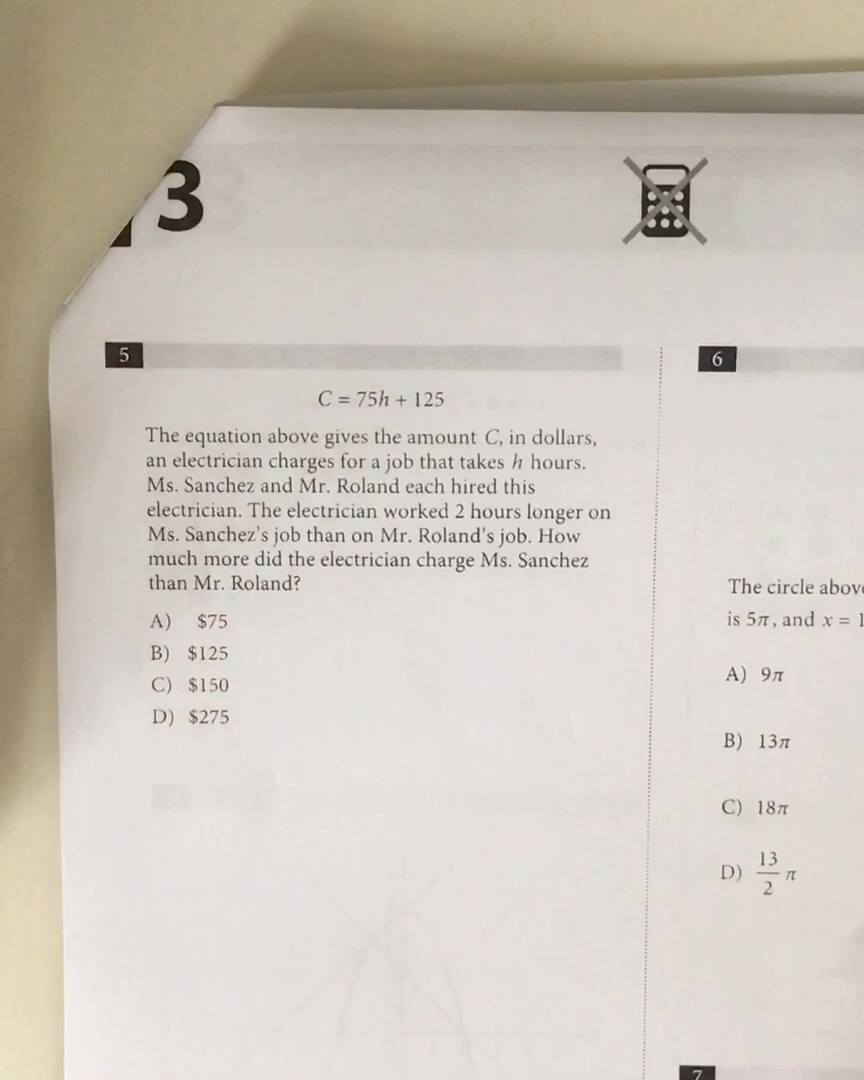 3
5
C = 75h + 125
The equation above gives the amount C, in dollars,
an electrician charges for a job that takes h hours.
Ms. Sanchez and Mr. Roland each hired this
electrician. The electrician worked 2 hours longer on
Ms. Sanchez's job than on Mr. Roland's job. How
much more did the electrician charge Ms. Sanchez
than Mr. Roland?
A) $75
B) $125
C) $150
D) $275
6
The circle above
is 5π, and x = 1
A) 9π
B) 13π
C) 18π
D) 13/2 π
7